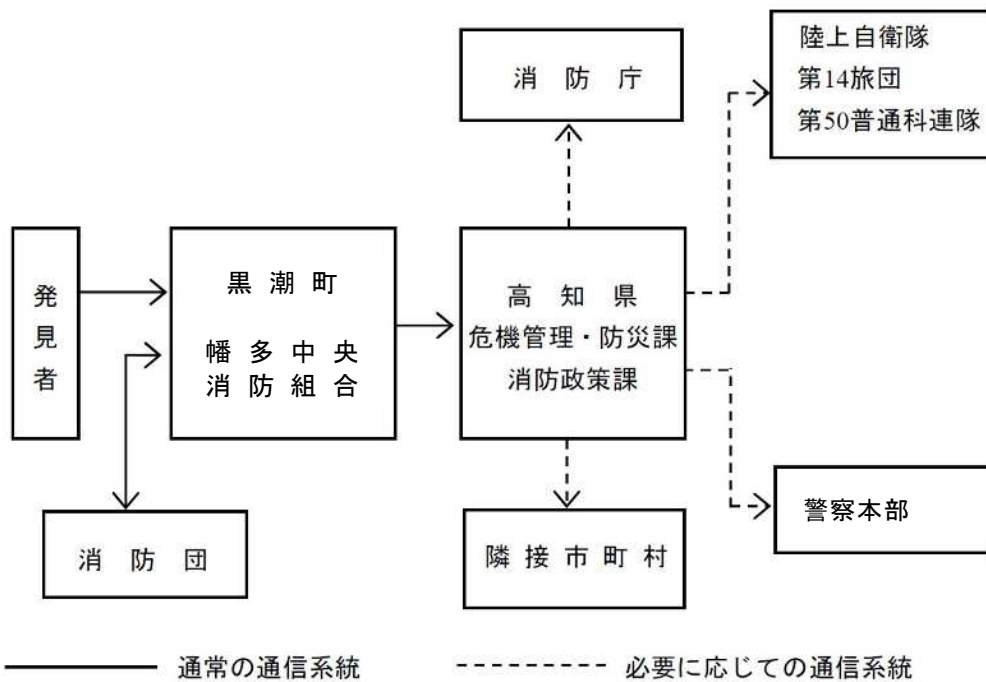 消防庁
陸上自衛隊
第14旅団
第50普通科連隊
発見者
黒潮町
幡多中央
消防組合
高知県
危機管理・防災課
消防政策課
消防団
隣接市町村
警察本部
通常の通信系統
必要に応じての通信系統